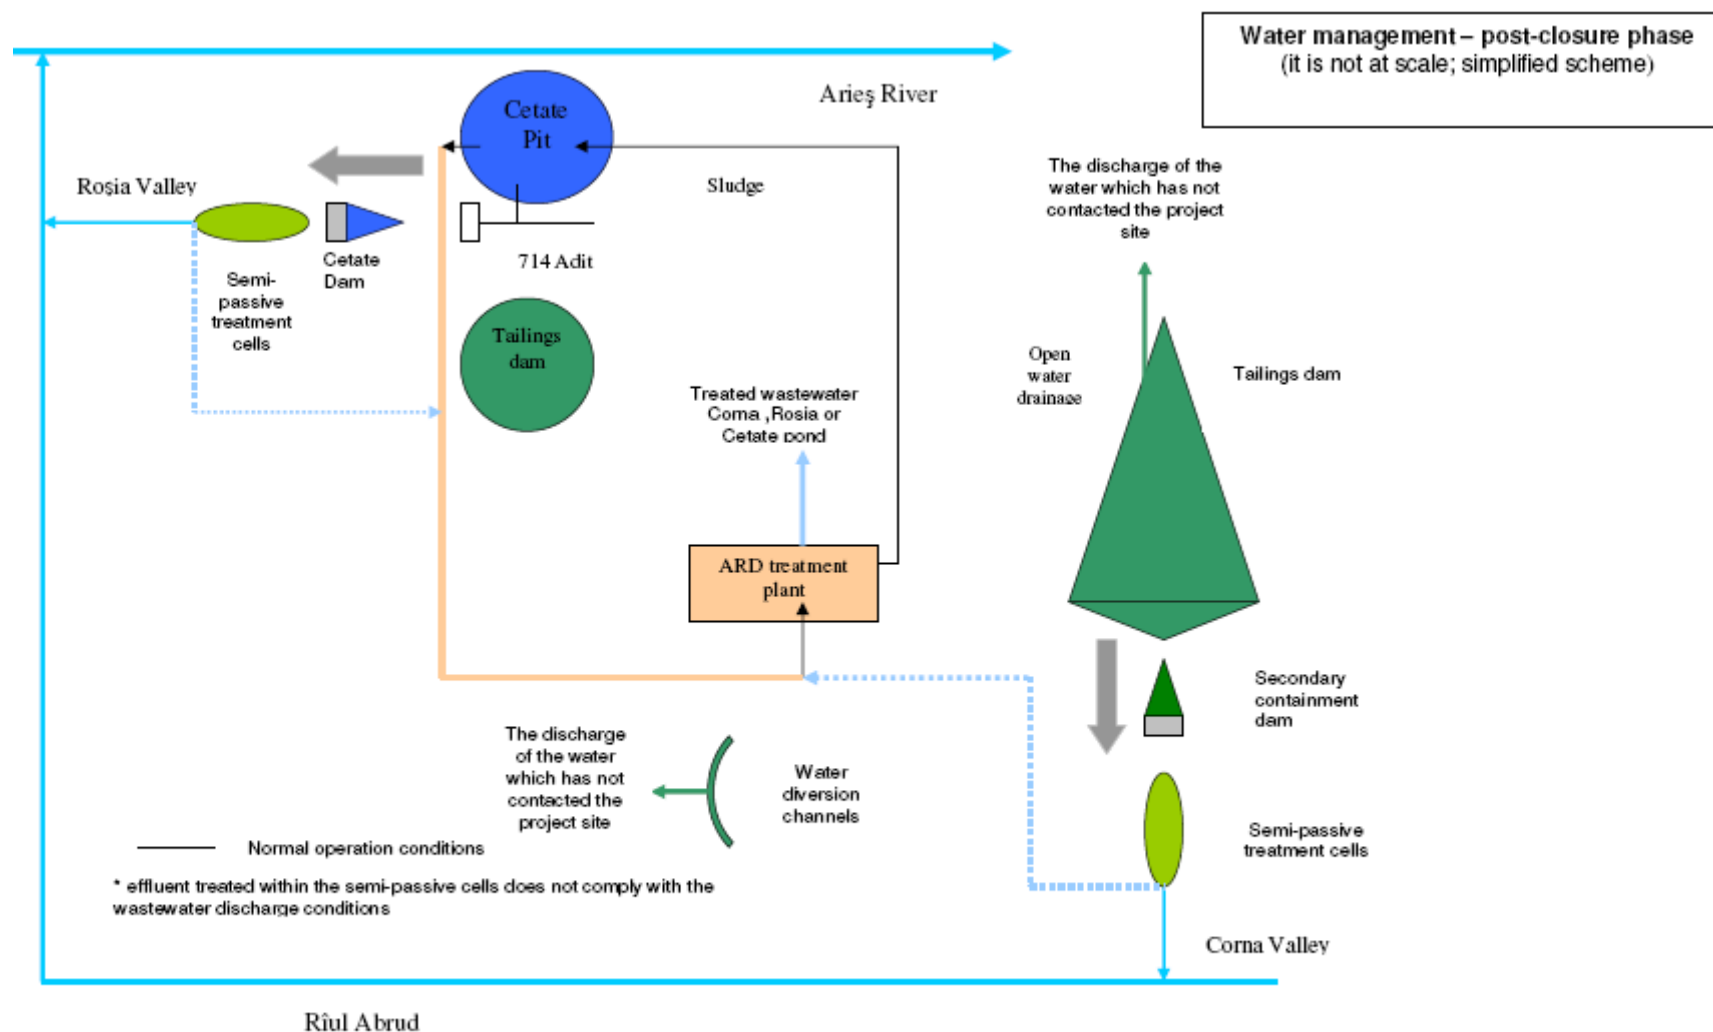 Water management – post-closure phase
(it is not at scale; simplified scheme)
Arieş River
Cetate
Pit
The discharge of the
water which has not
contacted the project
site
Roşia Valley
Sludge
714 Adit
Cetate
Dam
Semi-
passive
treatment
cells
Tailings
dam
Open
water
drainage
Tailings dam
Treated wastewater
Corna ,Rosia or
Cetate pond
ARD treatment
plant
Secondary
containment
dam
The discharge
of the water
which has not
contacted the
project site
Water
diversion
channels
Semi-passive
treatment cells
Normal operation conditions
* effluent treated within the semi-passive cells does not comply with the
wastewater discharge conditions
Corna Valley
Rîul Abrud